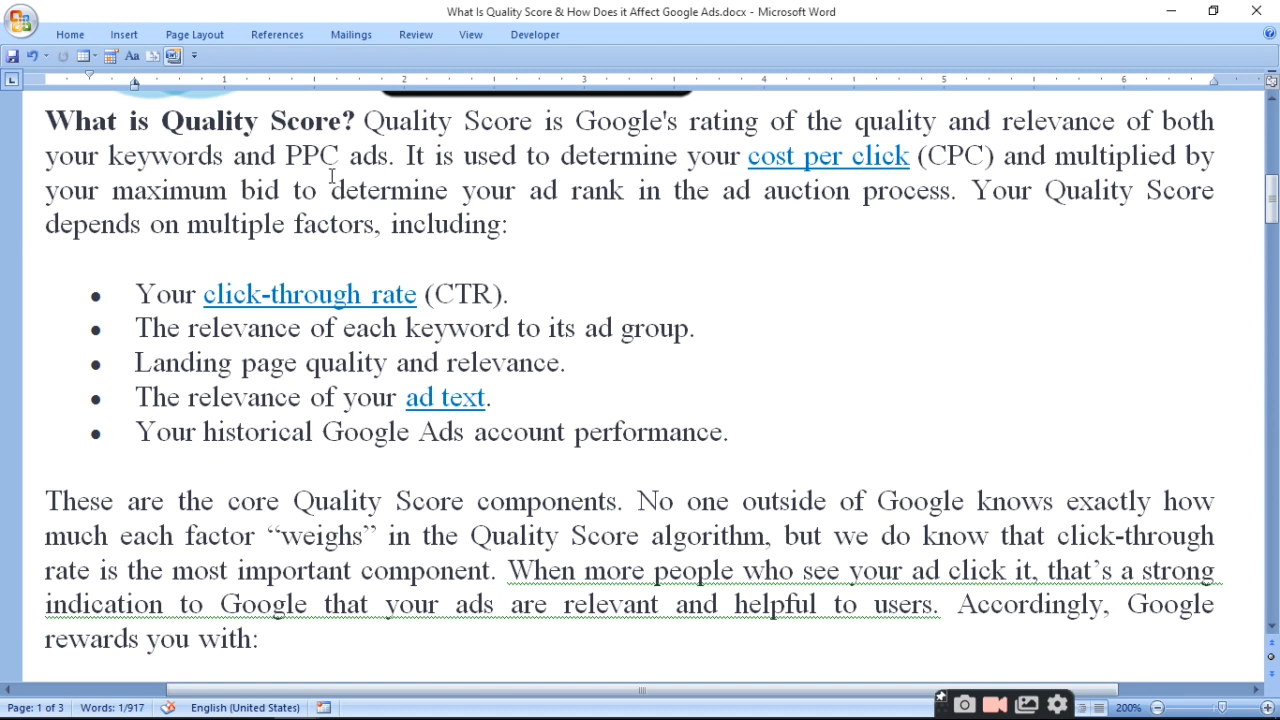 What Is Quality Score & How Does it Affect Google Ads.docx - Microsoft Word
Home Insert Page Layout References Mailings Review View Developer
Aa
1 2 3 4 5 6
What is Quality Score? Quality Score is Google's rating of the quality and relevance of both
your keywords and PPC ads. It is used to determine your cost per click (CPC) and multiplied by
your maximum bid to determine your ad rank in the ad auction process. Your Quality Score
depends on multiple factors, including:
• Your click-through rate (CTR).
• The relevance of each keyword to its ad group.
• Landing page quality and relevance.
• The relevance of your ad text.
• Your historical Google Ads account performance.
These are the core Quality Score components. No one outside of Google knows exactly how
much each factor “weighs” in the Quality Score algorithm, but we do know that click-through
rate is the most important component. When more people who see your ad click it, that’s a strong
indication to Google that your ads are relevant and helpful to users. Accordingly, Google
rewards you with:
Page: 1 of 3 Words: 1/917 English (United States) 200%